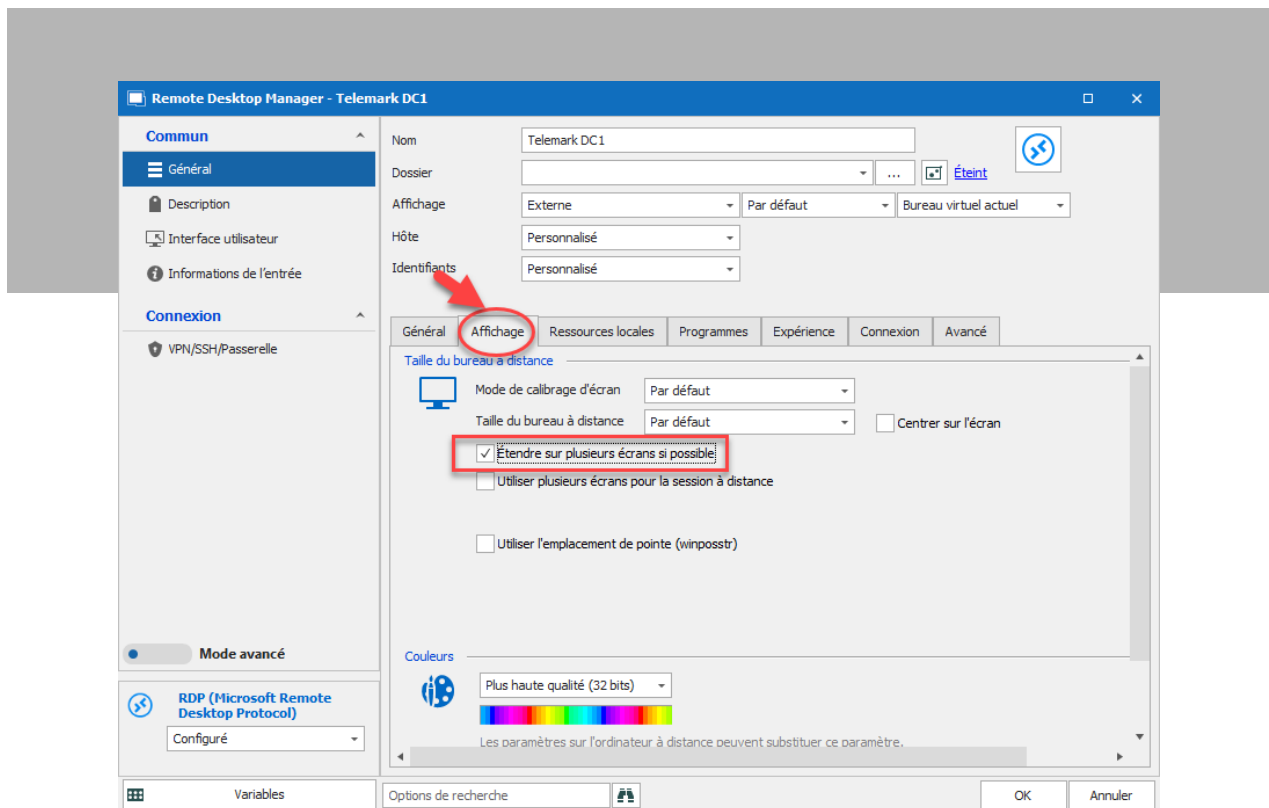 Remote Desktop Manager - Telemark DC1
Commun
Général
Description
Interface utilisateur
Informations de l'entrée
Connexion
VPN/SSH/Passerelle
Mode avancé
RDP (Microsoft Remote
Desktop Protocol)
Configuré
Variables
Nom
Telemark DC1
Dossier
...
Éteint
Affichage
Externe
Par défaut
Bureau virtuel actuel
Hôte
Personnalisé
Identifiants
Personnalisé
Général
Affichage
Ressources locales
Programmes
Expérience
Connexion
Avancé
Taille du bureau à distance
Mode de calibrage d'écran
Par défaut
Taille du bureau à distance
Par défaut
Centrer sur l'écran
Étendre sur plusieurs écrans si possible
Utiliser plusieurs écrans pour la session à distance
Utiliser l'emplacement de pointe (winposstr)
Couleurs
Plus haute qualité (32 bits)
Les paramètres sur l'ordinateur à distance peuvent substituer ce paramètre.
Options de recherche
OK
Annuler